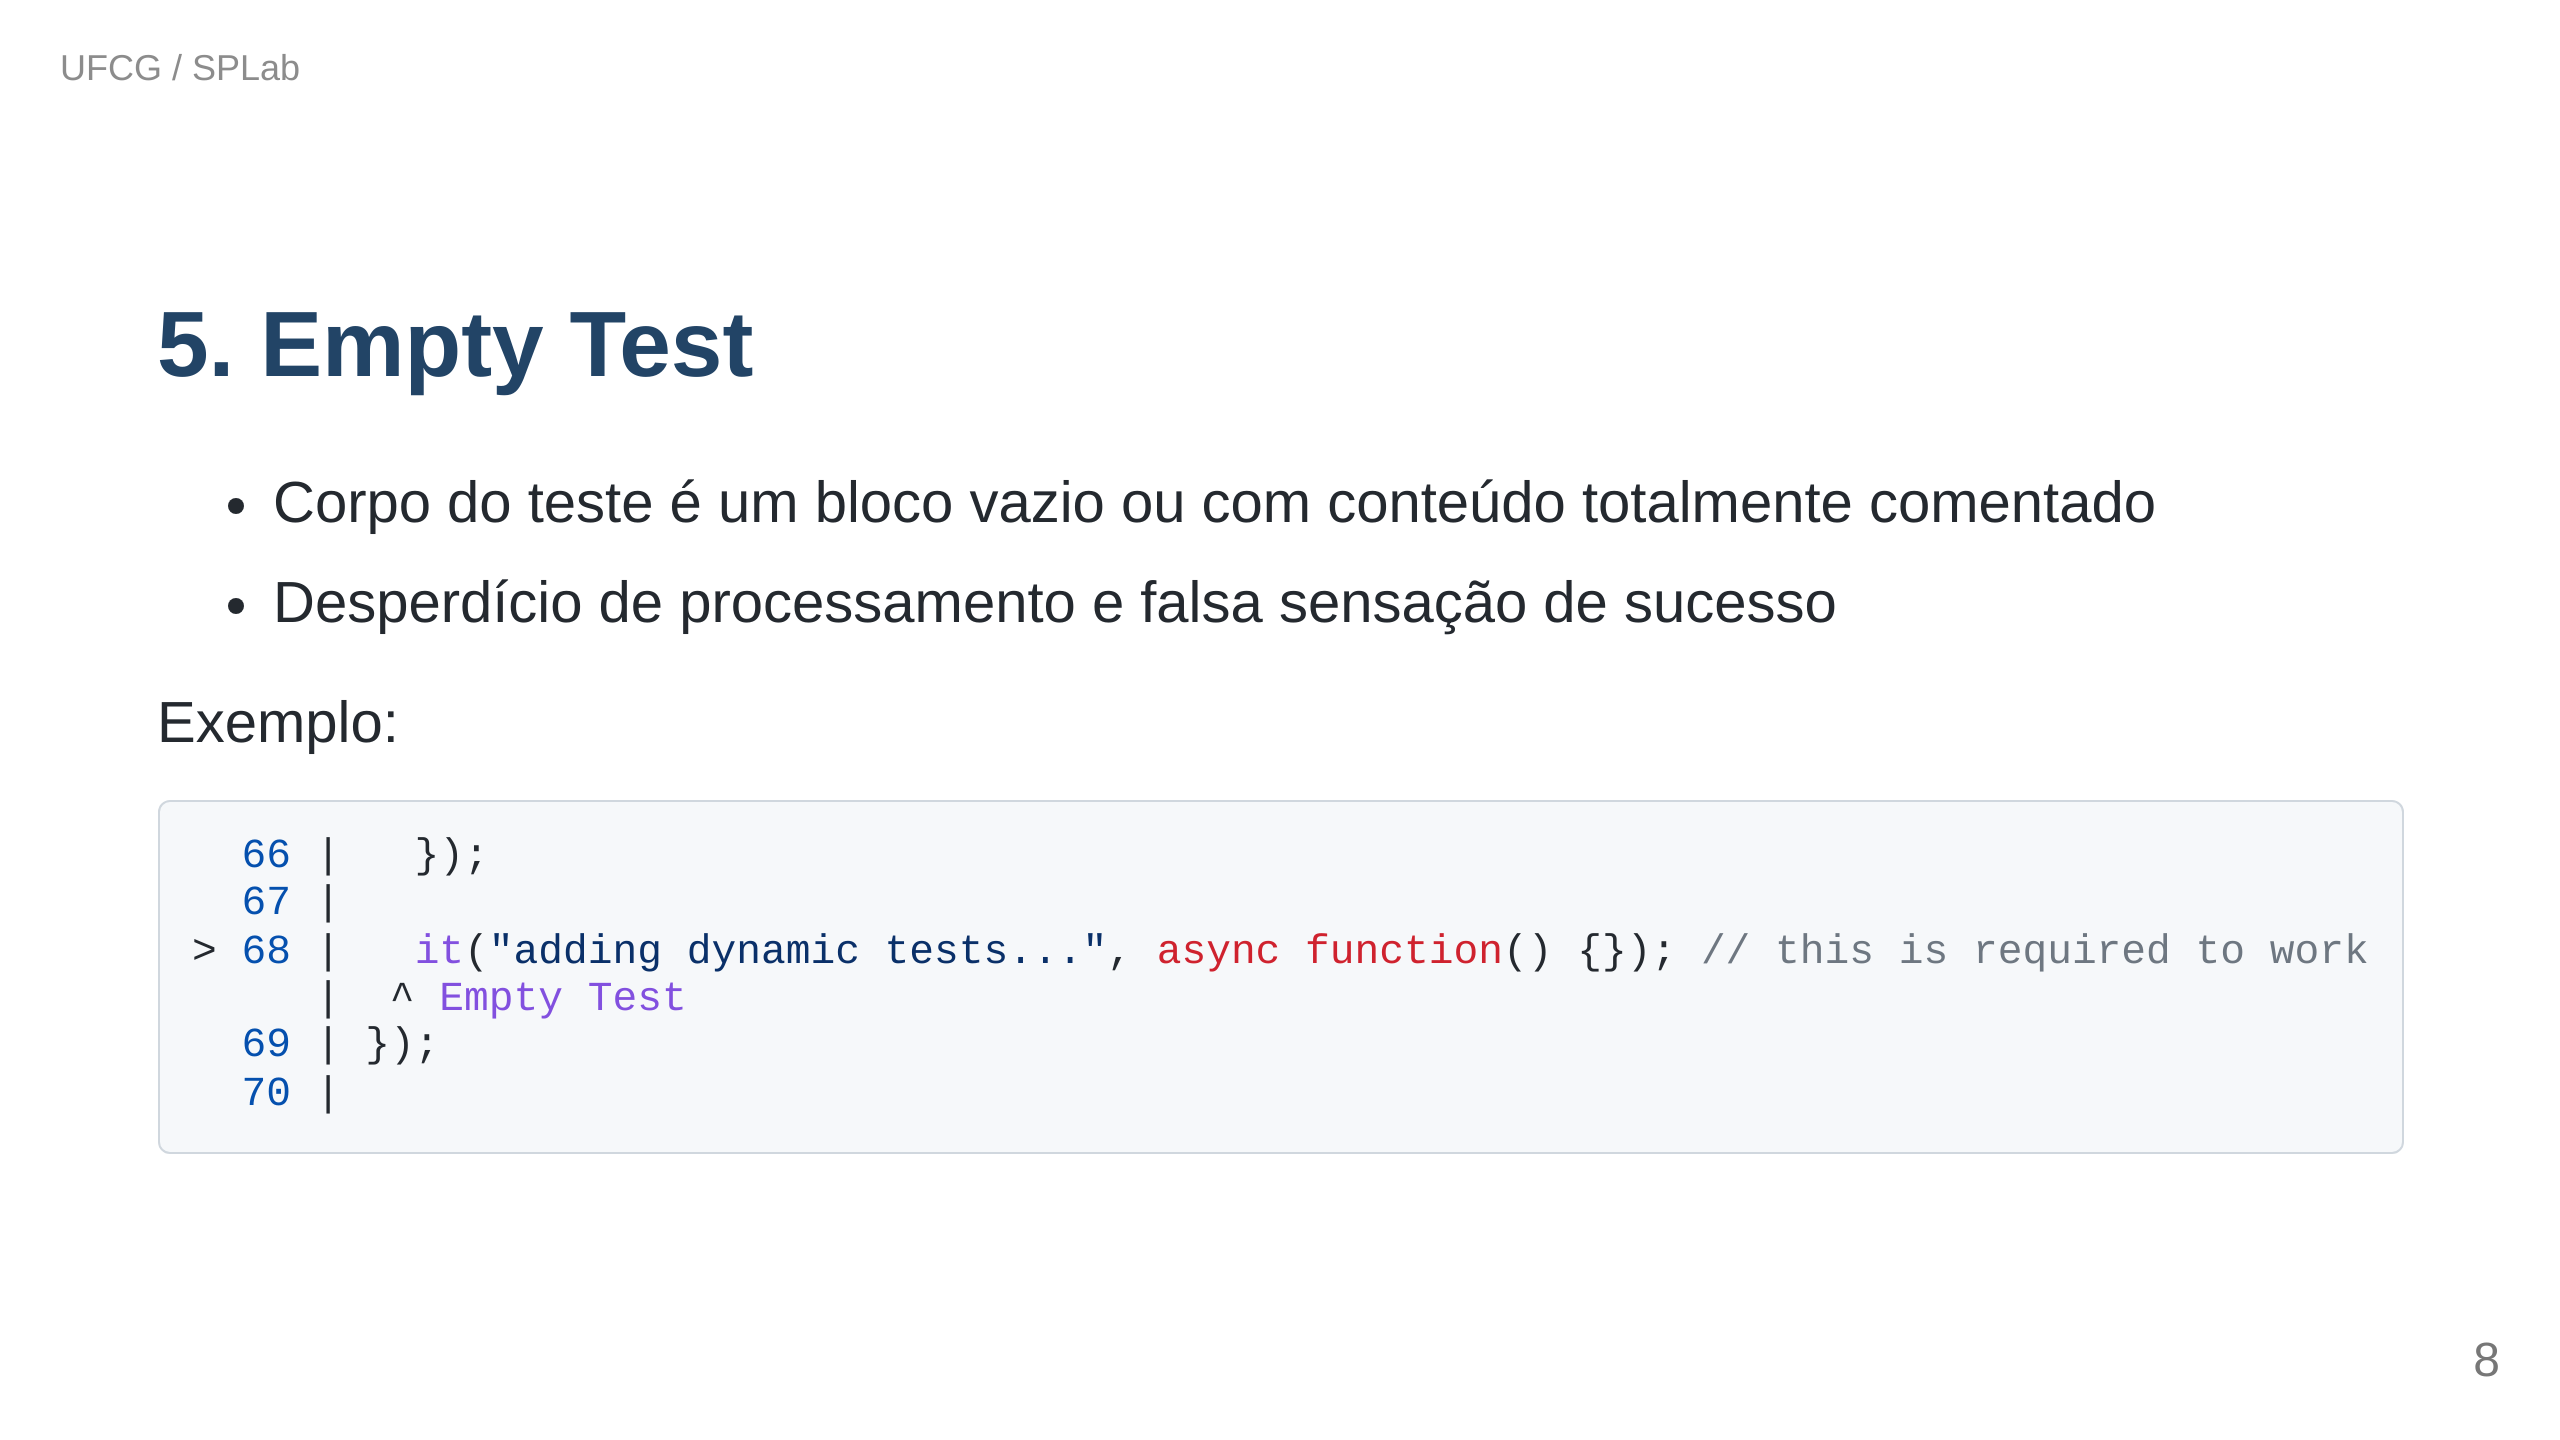 UFCG / SPLab
5. Empty Test
• Corpo do teste é um bloco vazio ou com conteúdo totalmente comentado
• Desperdício de processamento e falsa sensação de sucesso
Exemplo:
  66 |   });
  67 |
> 68 |   it("adding dynamic tests...", async function() {}); // this is required to work
     |  ^ Empty Test
  69 | });
  70 |
8